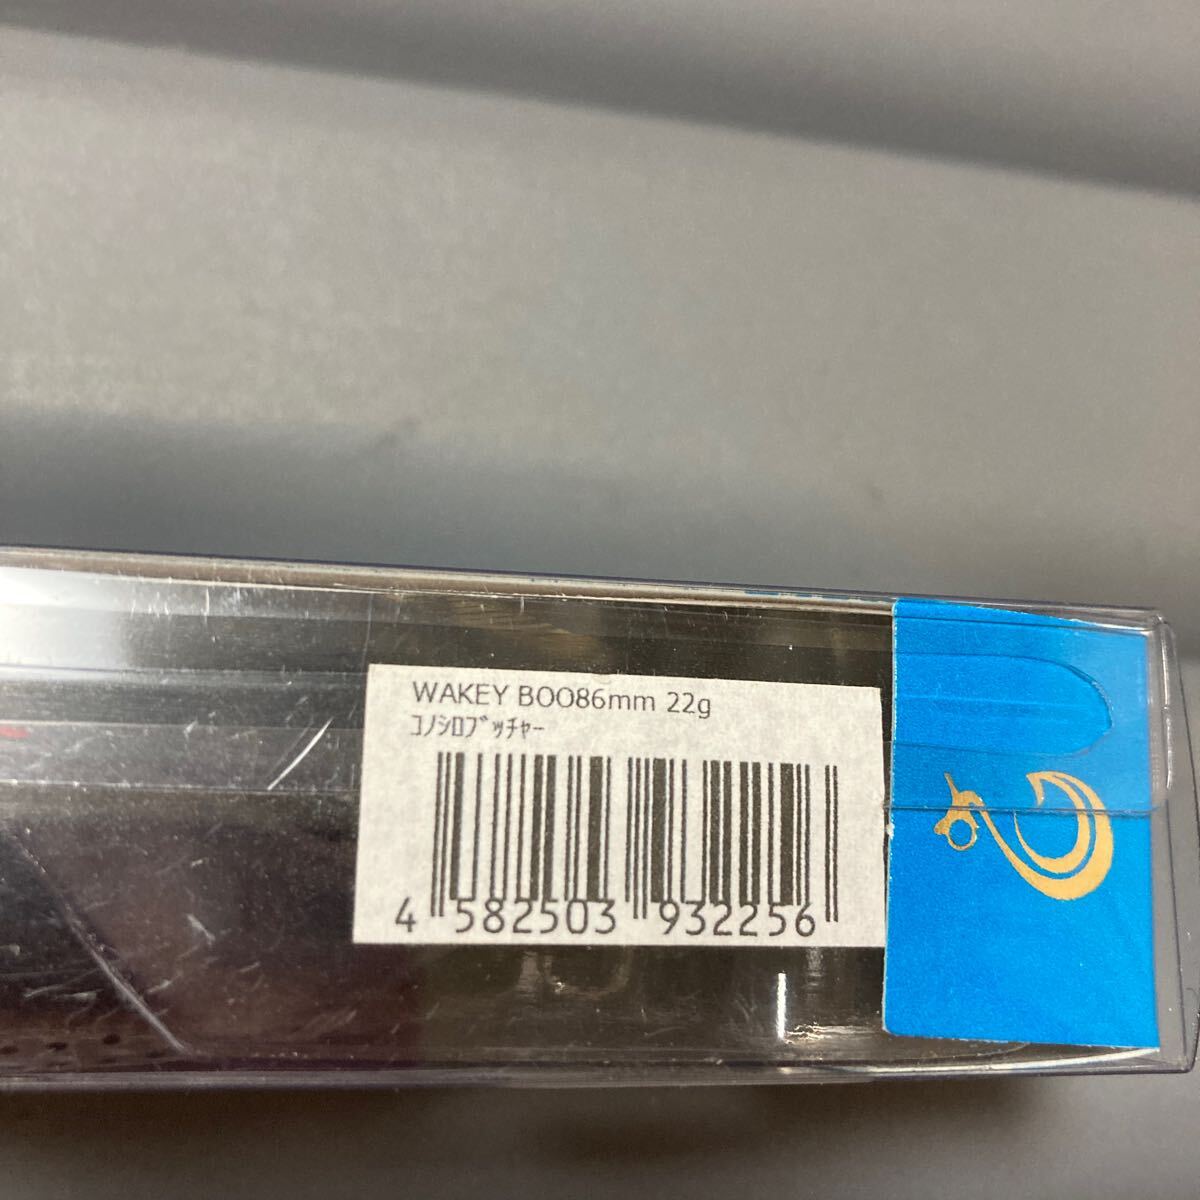 WAKEY BOO86mm 22g
ｺﾉｼﾛﾌﾞｯﾁｬｰ
4 582503 932256